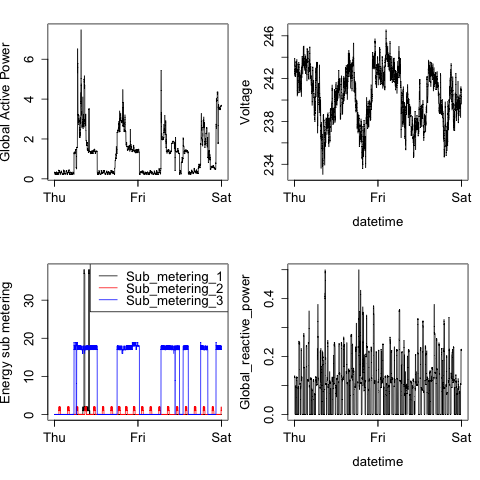 Global Active Power
0 2 4 6
Thu Fri Sat
Voltage
234 238 242 246
Thu Fri Sat
datetime
Energy sub metering
0 10 20 30
Sub_metering_1
Sub_metering_2
Sub_metering_3
Thu Fri Sat
Global_reactive_power
0.0 0.2 0.4
Thu Fri Sat
datetime